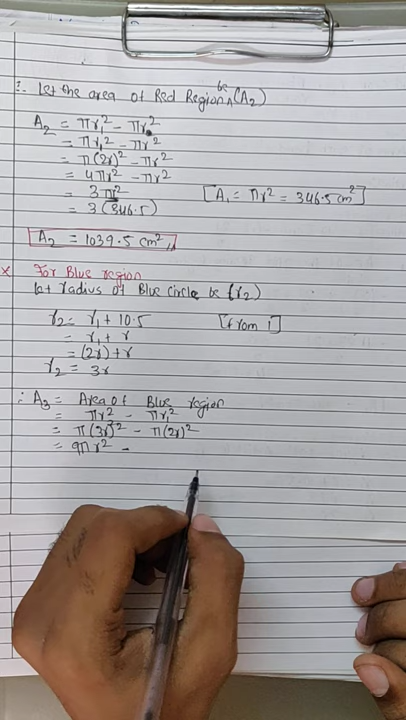 ∴ Let the area of Red Region be (A₂)
A₂ = πr₁² - πr²
= πr₁² - πr²
= π(2r)² - πr²
= 4πr² - πr²
= 3πr² [A₁ = πr² = 346.5 cm²]
= 3(346.5)
A₂ = 1039.5 cm²//
× For Blue region
let radius of Blue circle be (r₂)
r₂ = r₁ + 10.5 [from 1]
= r₁ + r
= (2r) + r
r₂ = 3r
∴ A₃ = Area of Blue region
= πr₂² - πr₁²
= π(3r)² - π(2r)²
= 9πr² -